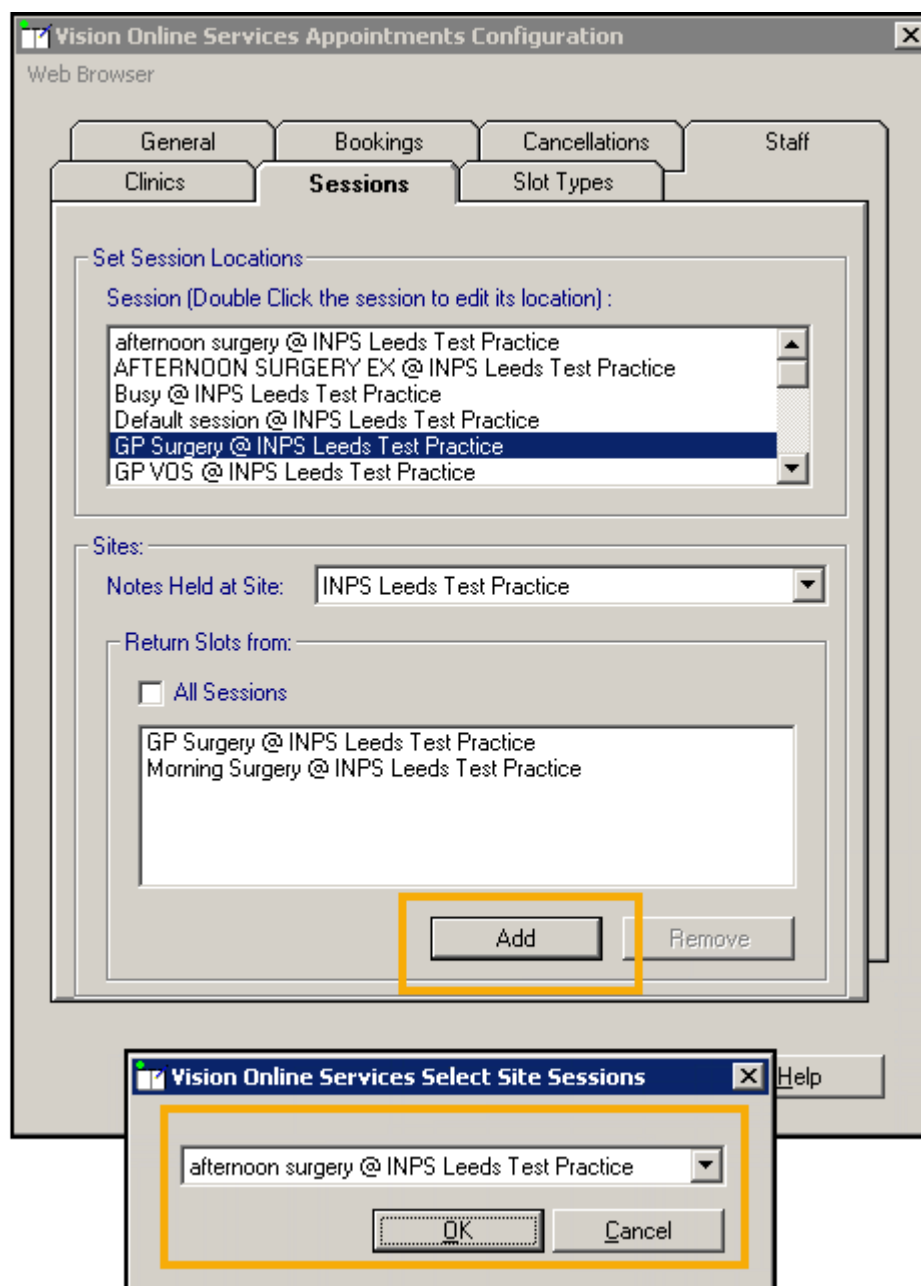 Vision Online Services Appointments Configuration
Web Browser
General Bookings Cancellations Staff
Clinics Sessions Slot Types
Set Session Locations
Session (Double Click the session to edit its location) :
afternoon surgery @ INPS Leeds Test Practice
AFTERNOON SURGERY EX @ INPS Leeds Test Practice
Busy @ INPS Leeds Test Practice
Default session @ INPS Leeds Test Practice
GP Surgery @ INPS Leeds Test Practice
GP VOS @ INPS Leeds Test Practice
Sites:
Notes Held at Site: INPS Leeds Test Practice
Return Slots from:
All Sessions
GP Surgery @ INPS Leeds Test Practice
Morning Surgery @ INPS Leeds Test Practice
Add Remove
Vision Online Services Select Site Sessions
Help
afternoon surgery @ INPS Leeds Test Practice
OK Cancel